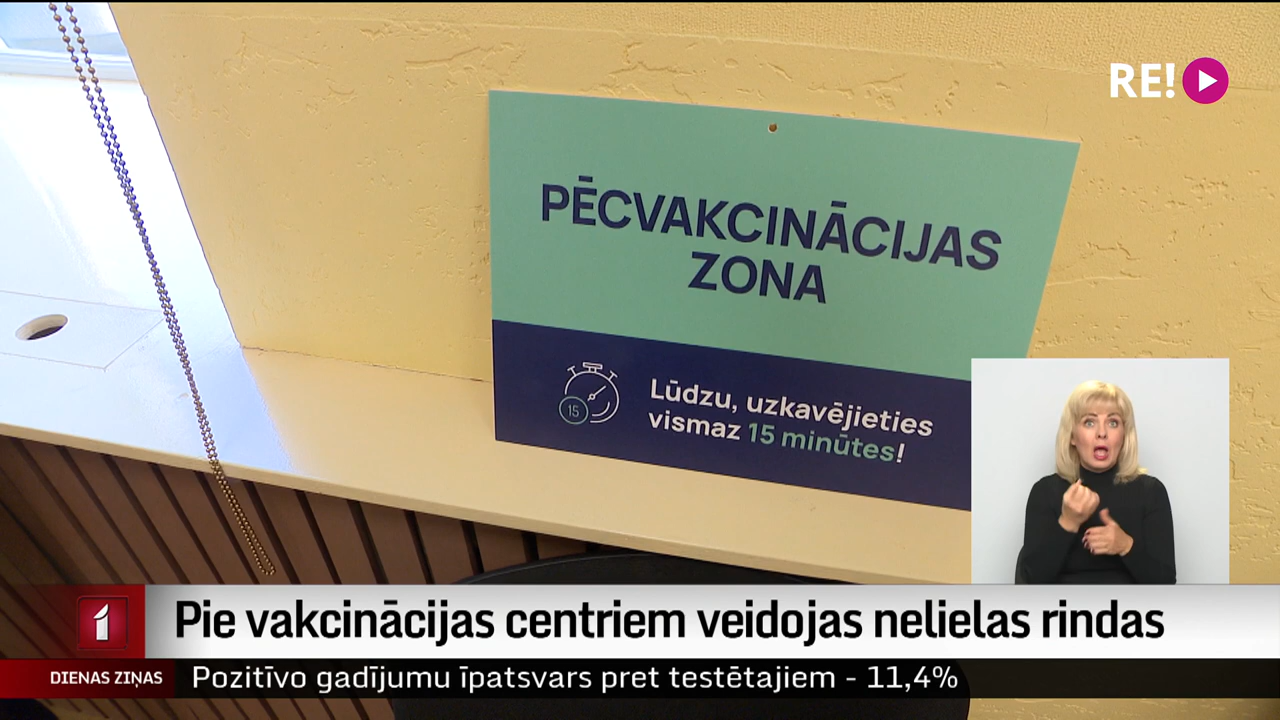 RE!
PĒCVAKCINĀCIJAS
ZONA
15
Lūdzu, uzkavējieties
vismaz 15 minūtes!
1
Pie vakcinācijas centriem veidojas nelielas rindas
DIENAS ZIŅAS
Pozitīvo gadījumu īpatsvars pret testētajiem - 11,4%